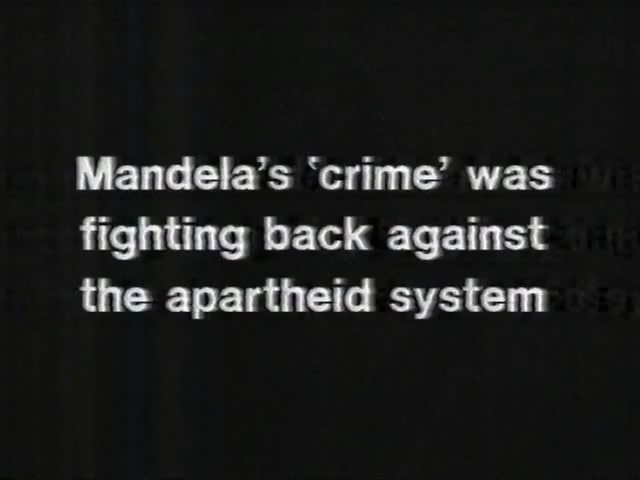 Mandela's 'crime' was
fighting back against
the apartheid system